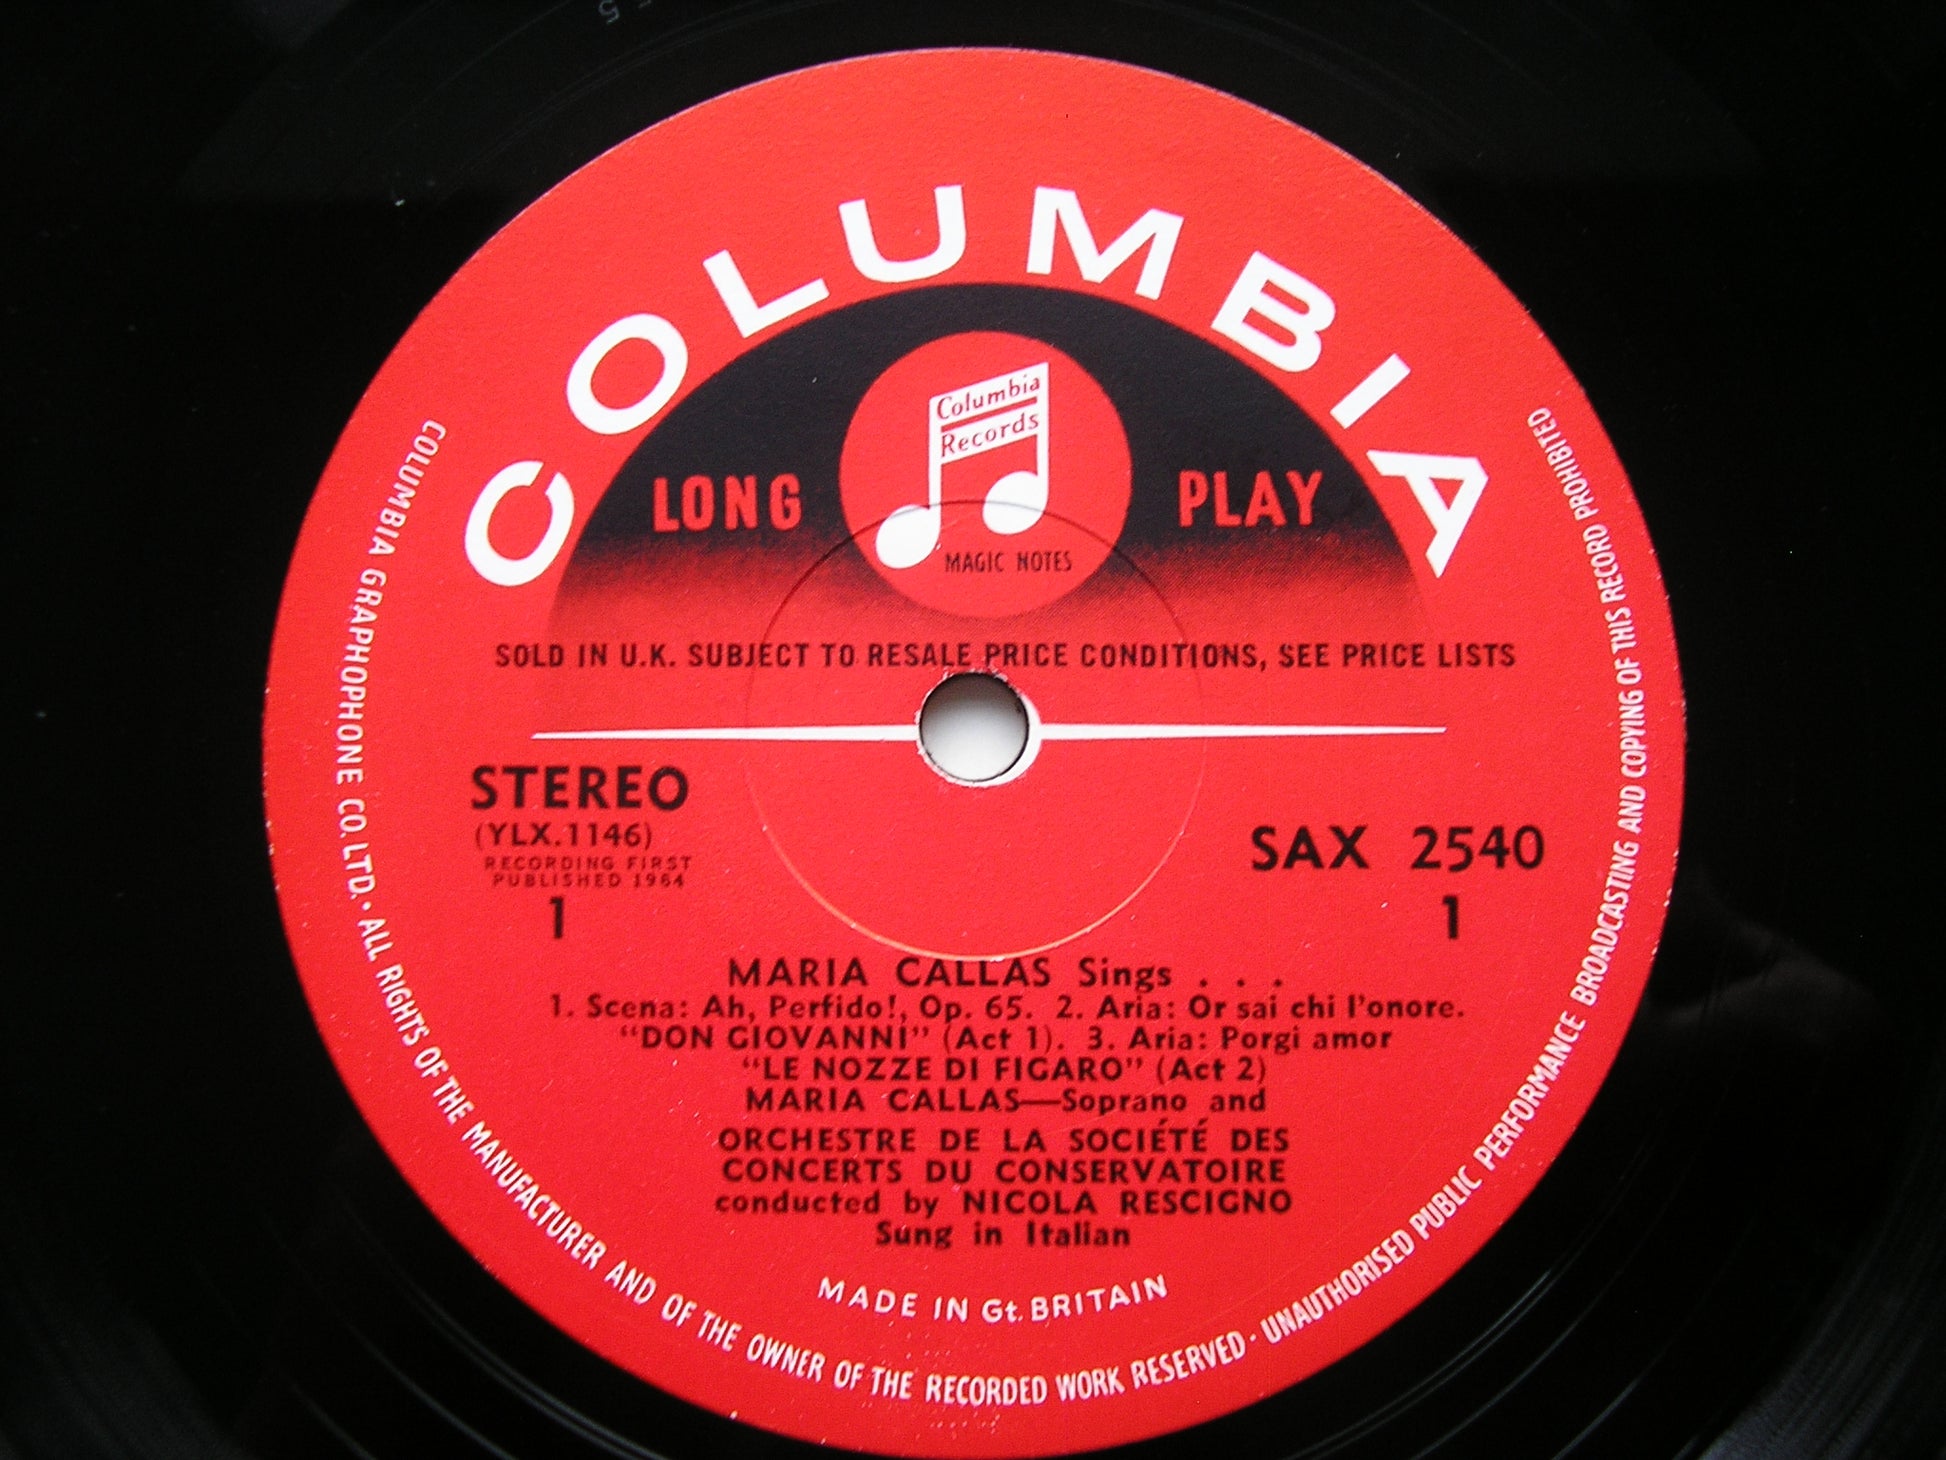 COLUMBIA
Columbia
Records
LONG PLAY
MAGIC NOTES
SOLD IN U.K. SUBJECT TO RESALE PRICE CONDITIONS, SEE PRICE LISTS
STEREO
(YLX.1146)
SAX 2540
RECORDING FIRST
PUBLISHED 1964
1 1
MARIA CALLAS Sings . . .
1. Scena: Ah, Perfido!, Op. 65. 2. Aria: Or sai chi l'onore.
"DON GIOVANNI" (Act 1). 3. Aria: Porgi amor
"LE NOZZE DI FIGARO" (Act 2)
MARIA CALLAS—Soprano and
ORCHESTRE DE LA SOCIÉTÉ DES
CONCERTS DU CONSERVATOIRE
conducted by NICOLA RESCIGNO
Sung in Italian
MADE IN Gt. BRITAIN
COLUMBIA GRAPHOPHONE CO. LTD. · ALL RIGHTS OF THE MANUFACTURER AND OF THE OWNER OF THE RECORDED WORK RESERVED · UNAUTHORISED PUBLIC PERFORMANCE BROADCASTING AND COPYING OF THIS RECORD PROHIBITED